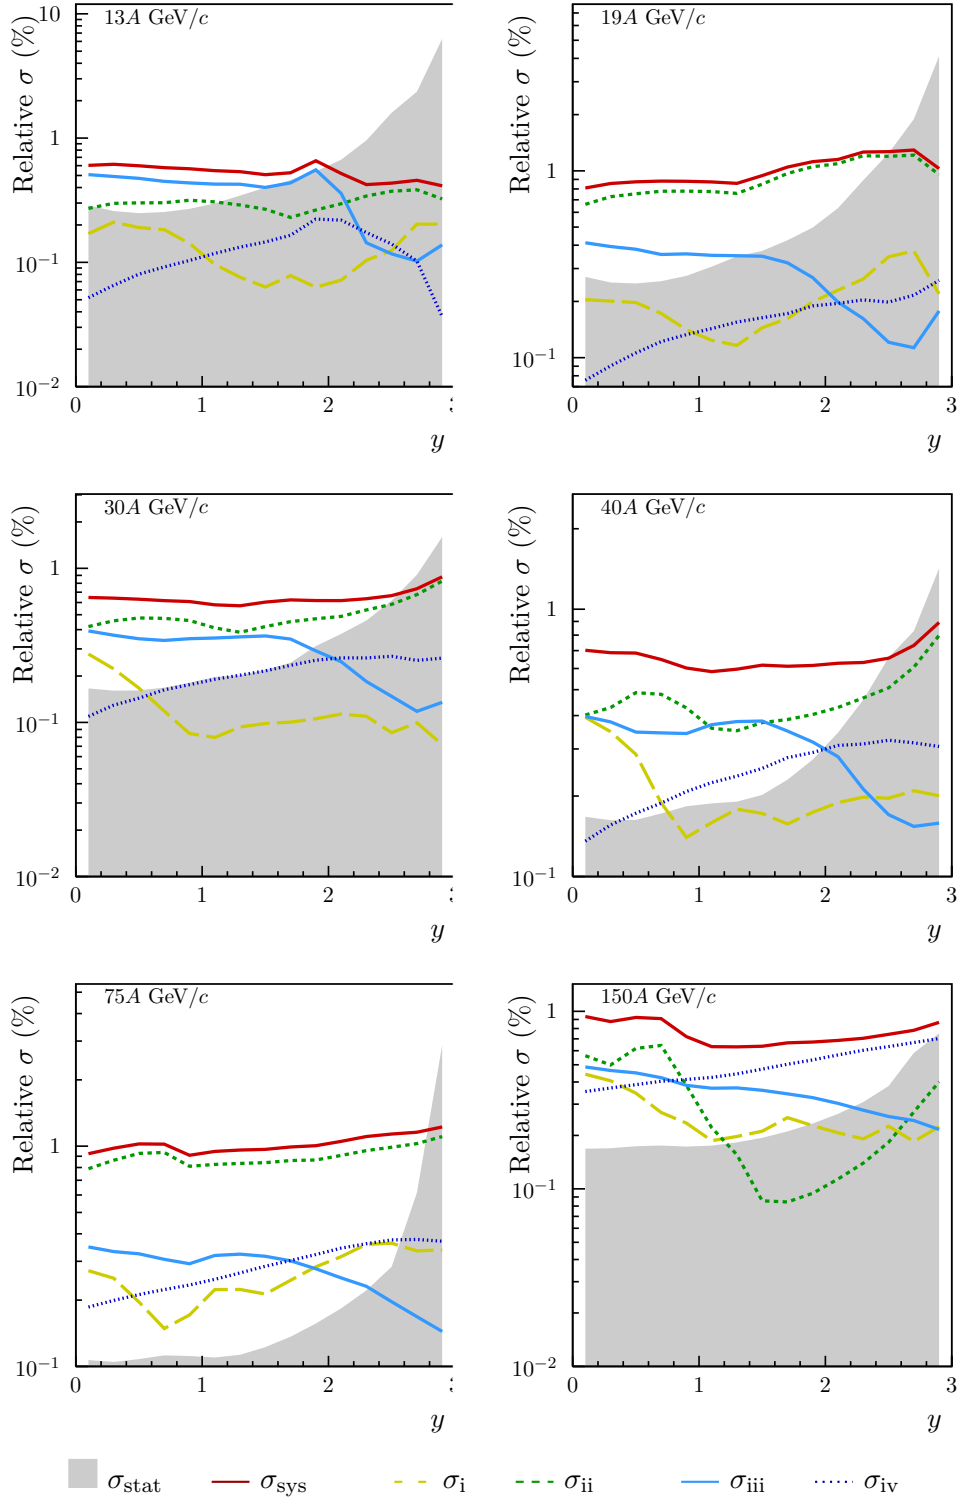 13A GeV/c
19A GeV/c
Relative σ (%)
10
1
10⁻¹
10⁻²
0 1 2 3
y
Relative σ (%)
1
10⁻¹
0 1 2 3
y
30A GeV/c
40A GeV/c
Relative σ (%)
1
10⁻¹
10⁻²
0 1 2 3
y
Relative σ (%)
1
10⁻¹
0 1 2 3
y
75A GeV/c
150A GeV/c
Relative σ (%)
1
10⁻¹
0 1 2 3
y
Relative σ (%)
1
10⁻¹
10⁻²
0 1 2 3
y
σstat σsys σi σii σiii σiv